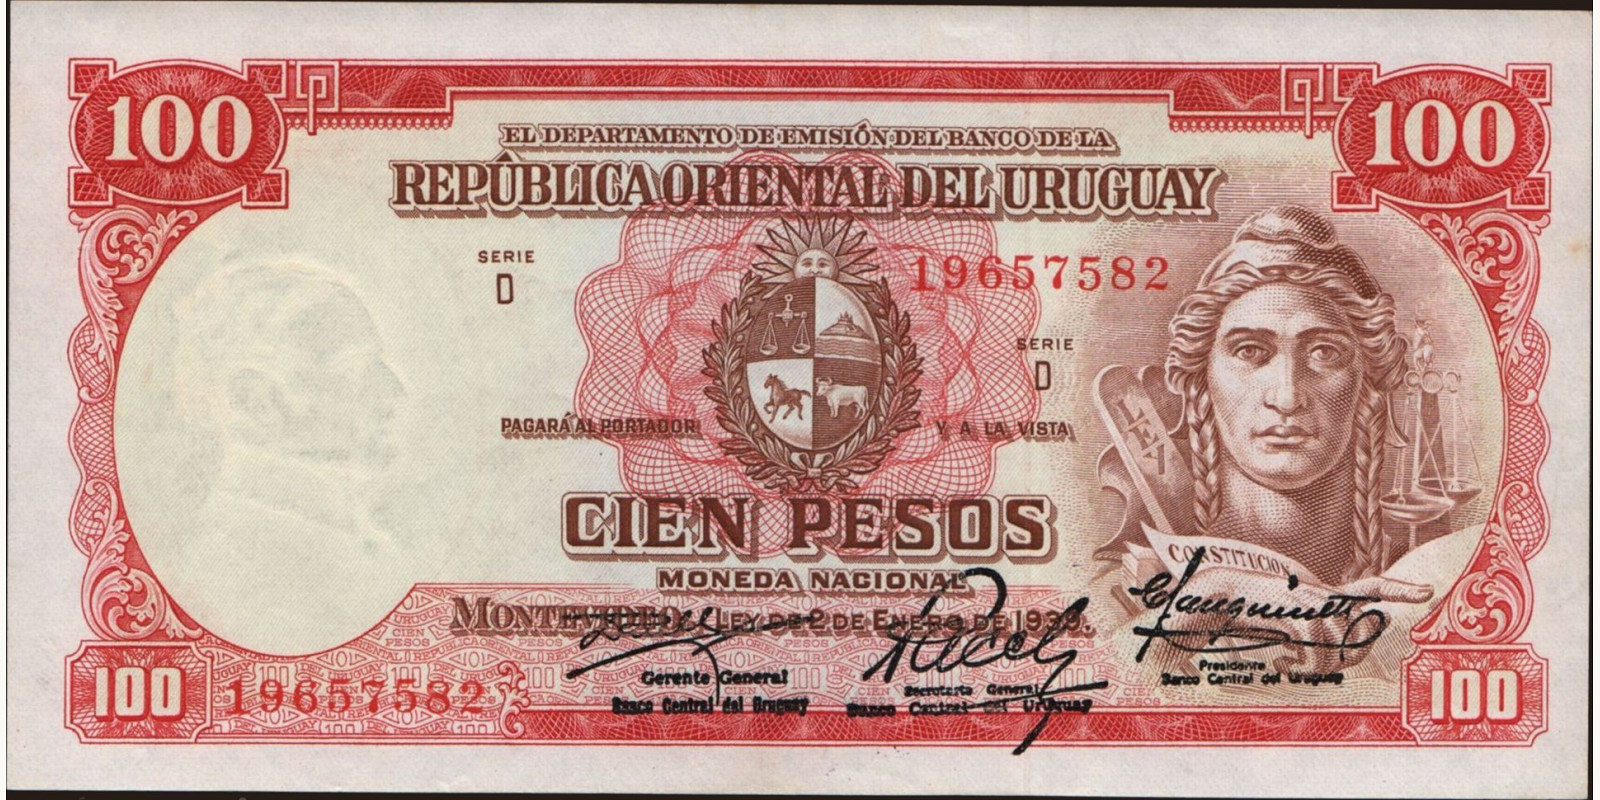 100 100
EL DEPARTAMENTO DE EMISIÓN DEL BANCO DE LA
REPÚBLICA ORIENTAL DEL URUGUAY
SERIE
D
19657582
SERIE
D
LEY
PAGARÁ AL PORTADOR Y A LA VISTA
CIEN PESOS
CONSTITUCION
MONEDA NACIONAL
MONTEVIDEO, LEY DE 2 DE ENERO DE 1939.
Gerente General
Banco Central del Uruguay
Secretario General
Banco Central del Uruguay
Presidente
Banco Central del Uruguay
100 19657582 100